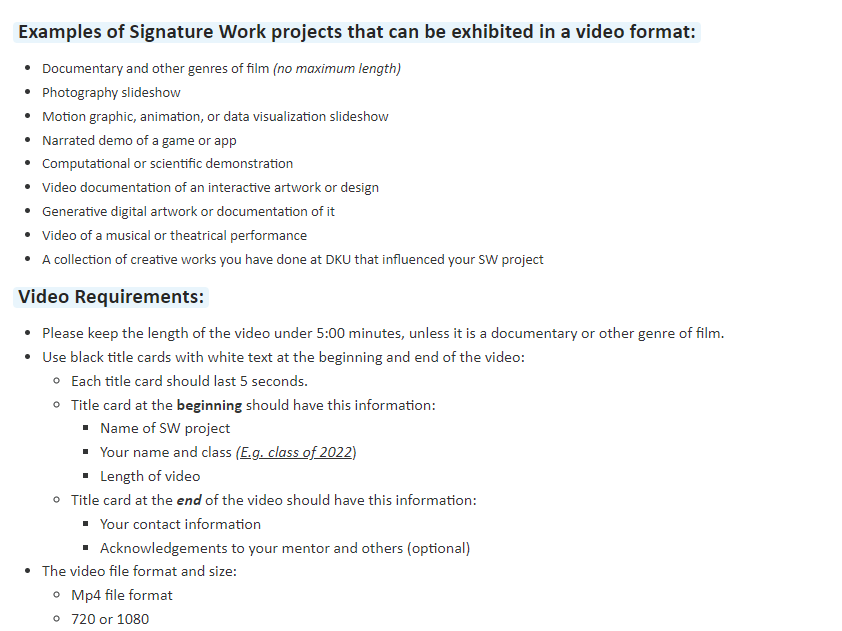 Examples of Signature Work projects that can be exhibited in a video format:
• Documentary and other genres of film (no maximum length)
• Photography slideshow
• Motion graphic, animation, or data visualization slideshow
• Narrated demo of a game or app
• Computational or scientific demonstration
• Video documentation of an interactive artwork or design
• Generative digital artwork or documentation of it
• Video of a musical or theatrical performance
• A collection of creative works you have done at DKU that influenced your SW project
Video Requirements:
• Please keep the length of the video under 5:00 minutes, unless it is a documentary or other genre of film.
• Use black title cards with white text at the beginning and end of the video:
○ Each title card should last 5 seconds.
○ Title card at the beginning should have this information:
▪ Name of SW project
▪ Your name and class (E.g. class of 2022)
▪ Length of video
○ Title card at the end of the video should have this information:
▪ Your contact information
▪ Acknowledgements to your mentor and others (optional)
• The video file format and size:
○ Mp4 file format
○ 720 or 1080